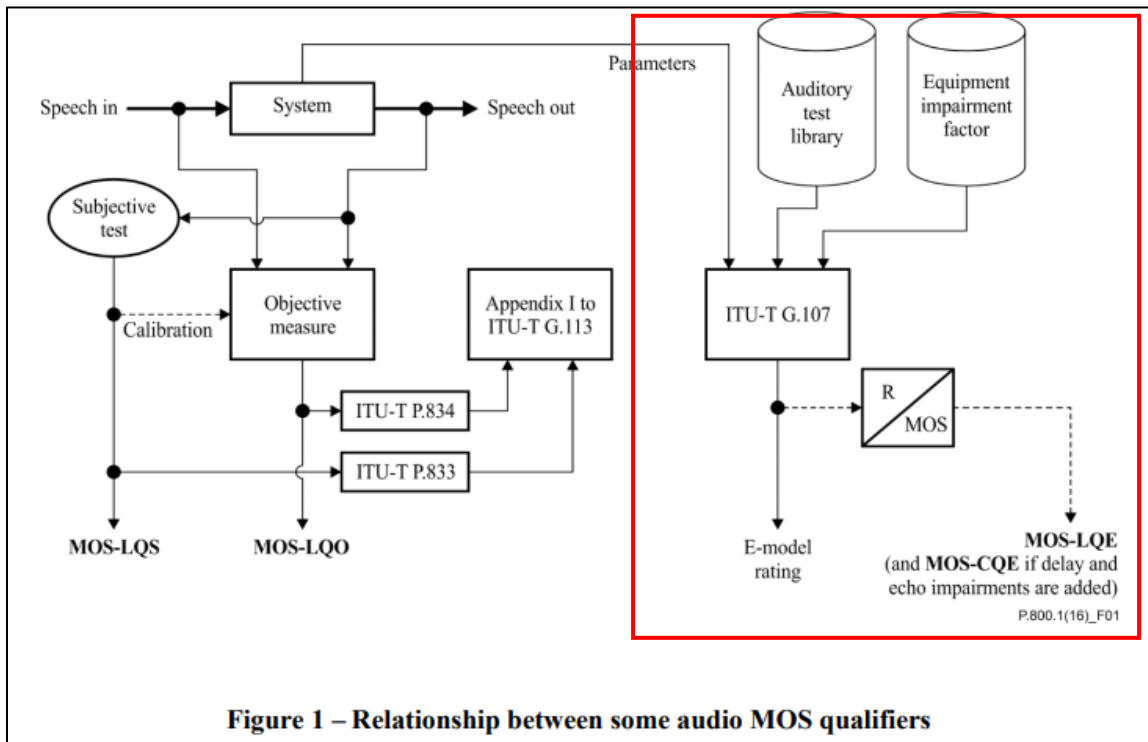 Parameters
Auditory
test
library
Equipment
impairment
factor
Speech in
System
Speech out
Subjective
test
Calibration
Objective
measure
Appendix I to
ITU-T G.113
ITU-T G.107
ITU-T P.834
ITU-T P.833
R
MOS
MOS-LQS
MOS-LQO
E-model
rating
MOS-LQE
(and MOS-CQE if delay and
echo impairments are added)
P.800.1(16)_F01
Figure 1 – Relationship between some audio MOS qualifiers